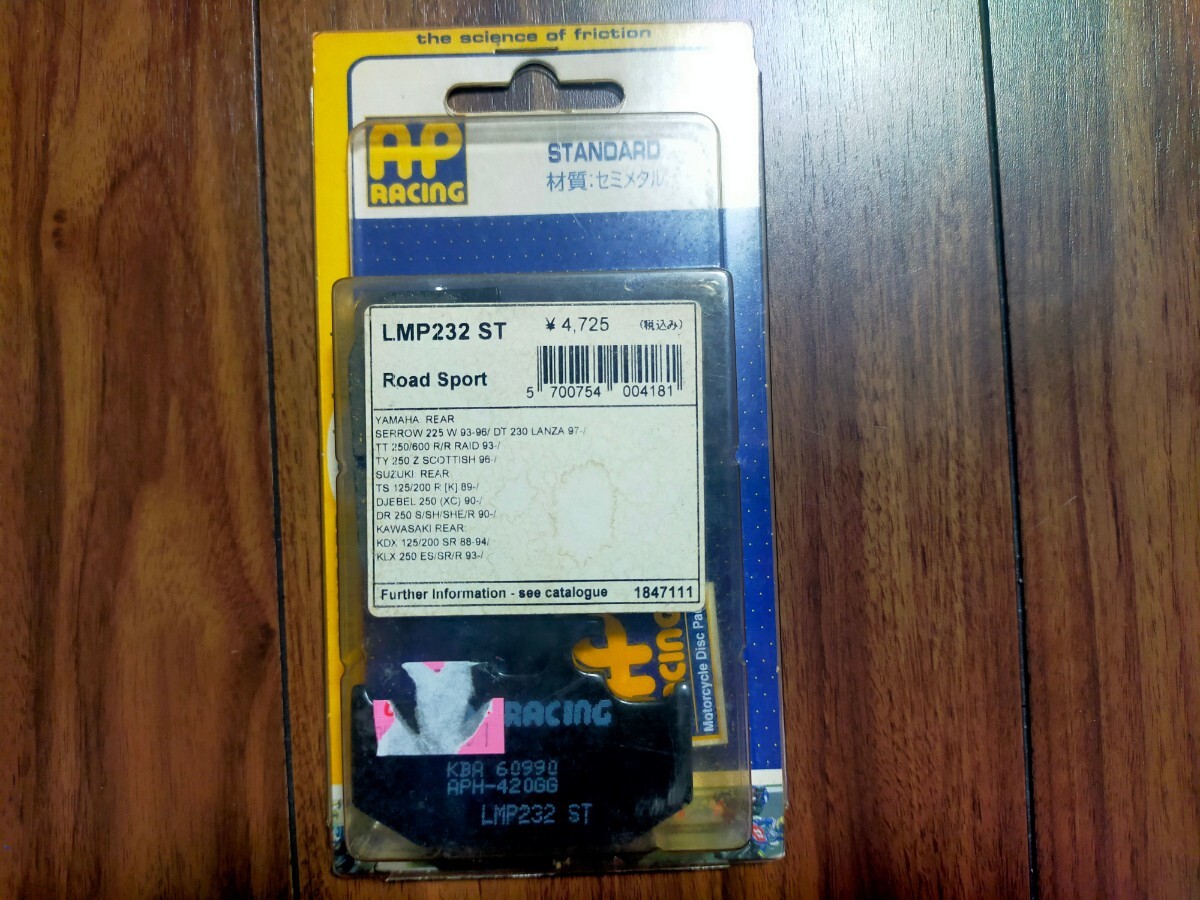 the science of friction
AP
RACING
STANDARD
材質:セミメタル
LMP232 ST
¥4,725
(税込み)
Road Sport
5 700754 004181
YAMAHA REAR
SERROW 225 W 93-96/ DT 230 LANZA 97-/
TT 250/600 R/R RAID 93-/
TY 250 Z SCOTTISH 96-/
SUZUKI REAR
TS 125/200 R [K] 89-/
DJEBEL 250 (XC) 90-/
DR 250 S/SH/SHE/R 90-/
KAWASAKI REAR
KDX 125/200 SR 88-94/
KLX 250 ES/SR/R 93-/
Further Information - see catalogue 1847111
Motorcycle Disc
RACING
KBA 60990
APH-420GG
LMP232 ST